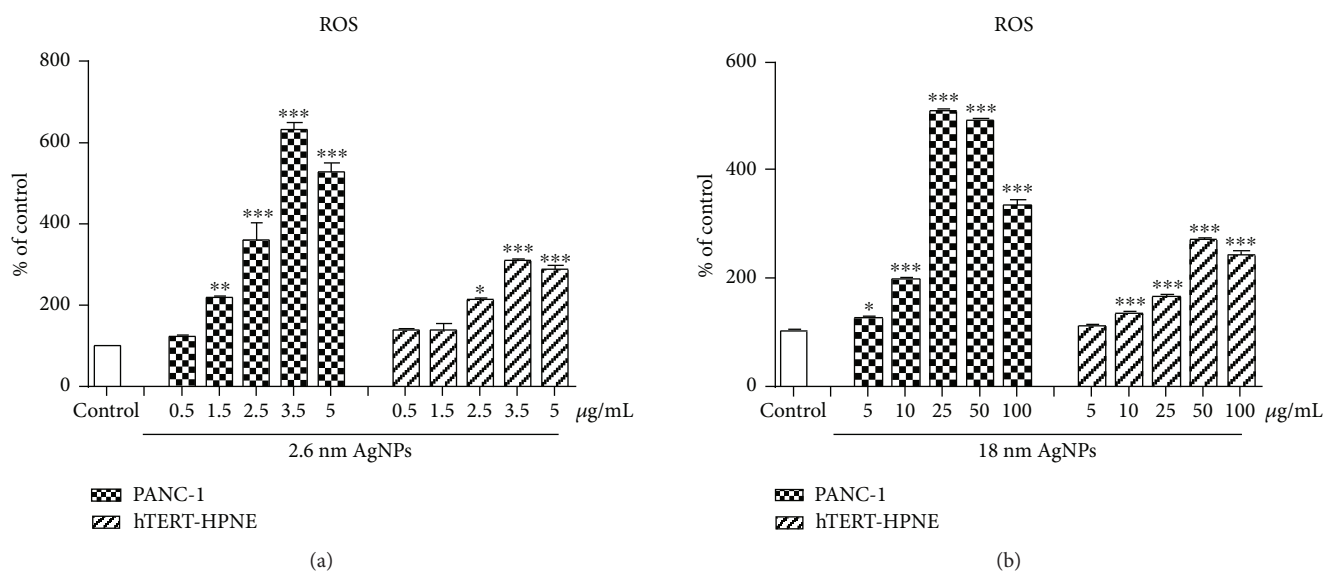 ROS
800
600
400
200
0
% of control
**
***
***
***
*
***
***
Control 0.5 1.5 2.5 3.5 5 0.5 1.5 2.5 3.5 5 µg/mL
2.6 nm AgNPs
PANC-1
hTERT-HPNE
(a)
ROS
600
400
200
0
% of control
*
***
***
***
***
***
***
***
***
Control 5 10 25 50 100 5 10 25 50 100 µg/mL
18 nm AgNPs
PANC-1
hTERT-HPNE
(b)